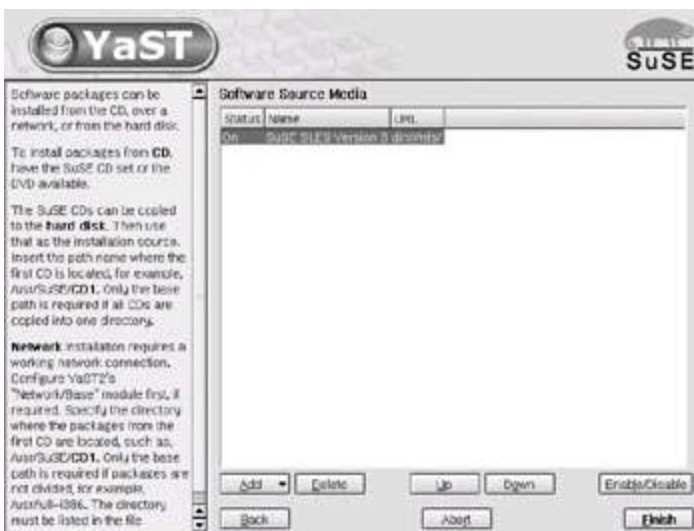 YaST
SuSE
Software packages can be
installed from the CD, over a
network, or from the hard disk.
To install packages from CD,
have the SuSE CD set or the
DVD available.
The SuSE CDs can be copied
to the hard disk. Then use
that as the installation source.
Insert the path name where the
first CD is located, for example,
/usr/SuSE/CD1. Only the base
path is required if all CDs are
copied into one directory.
Network installation requires a
working network connection.
Configure YaST2's
"Network/Base" module first, if
required. Specify the directory
where the packages from the
first CD are located, such as,
/usr/SuSE/CD1. Only the base
path is required if packages are
not divided, for example,
/usr/full-i386. The directory
must be listed in the file
Software Source Media
Status Name URL
On SuSE SLES Version 8
Add Delete Up Down Enable/Disable
Back Abort Finish